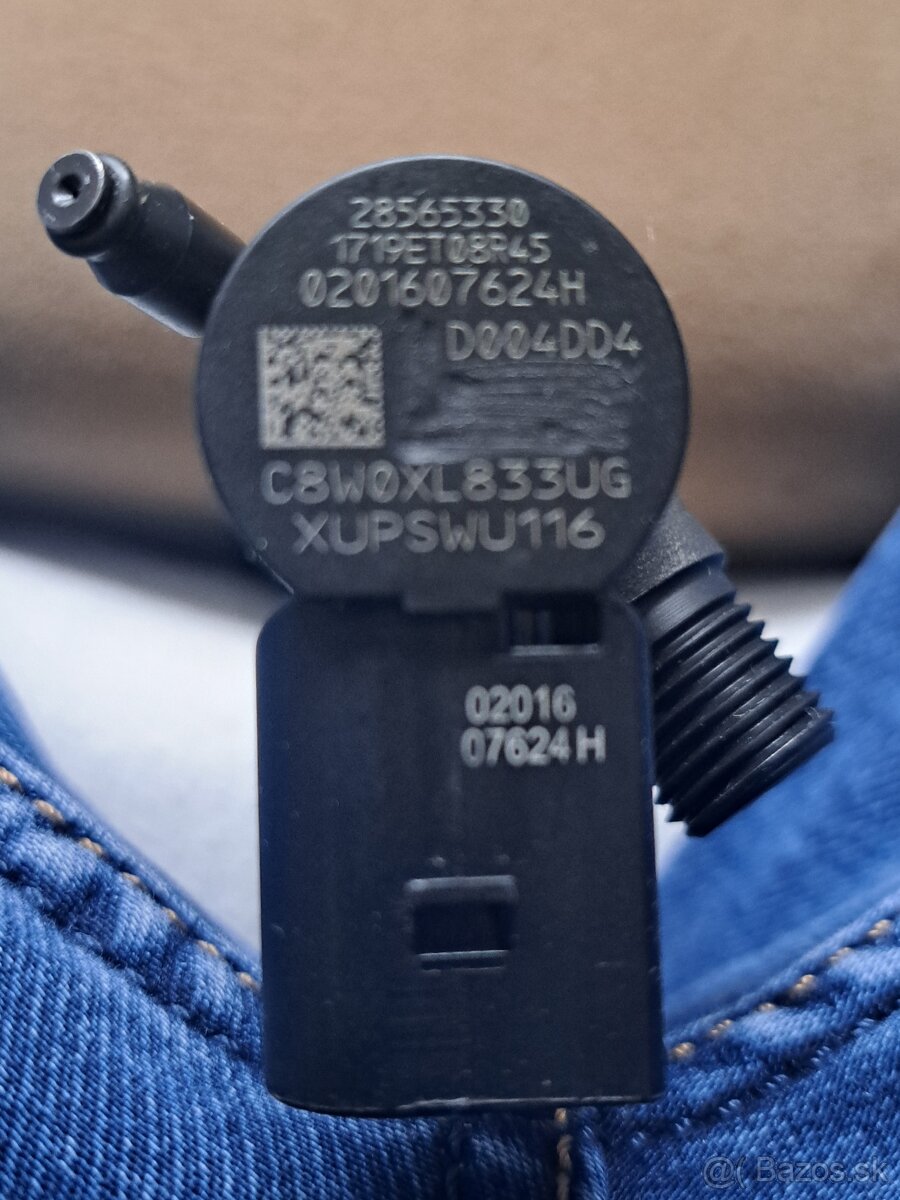 28565330
1719ET08R45
0201607624H
D004DD4
C8W0XL833UG
XUPSWU116
02016
07624H
@( Bazos.sk